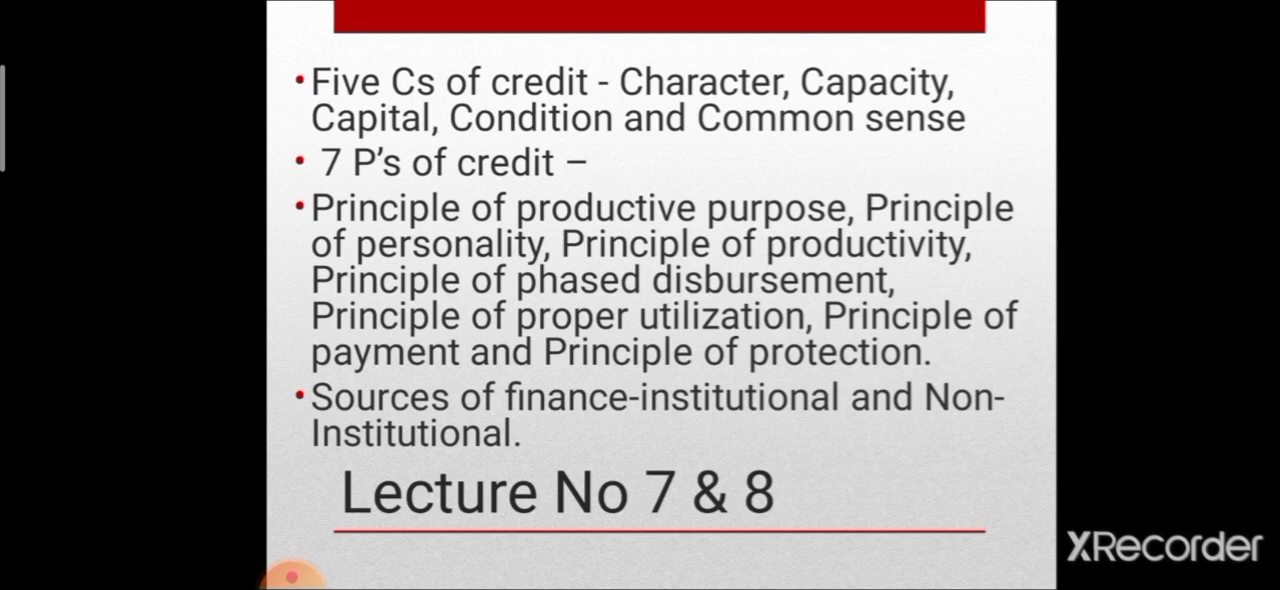 •Five Cs of credit - Character, Capacity,
Capital, Condition and Common sense
• 7 P’s of credit –
•Principle of productive purpose, Principle
of personality, Principle of productivity,
Principle of phased disbursement,
Principle of proper utilization, Principle of
payment and Principle of protection.
•Sources of finance-institutional and Non-
Institutional.
Lecture No 7 & 8
XRecorder